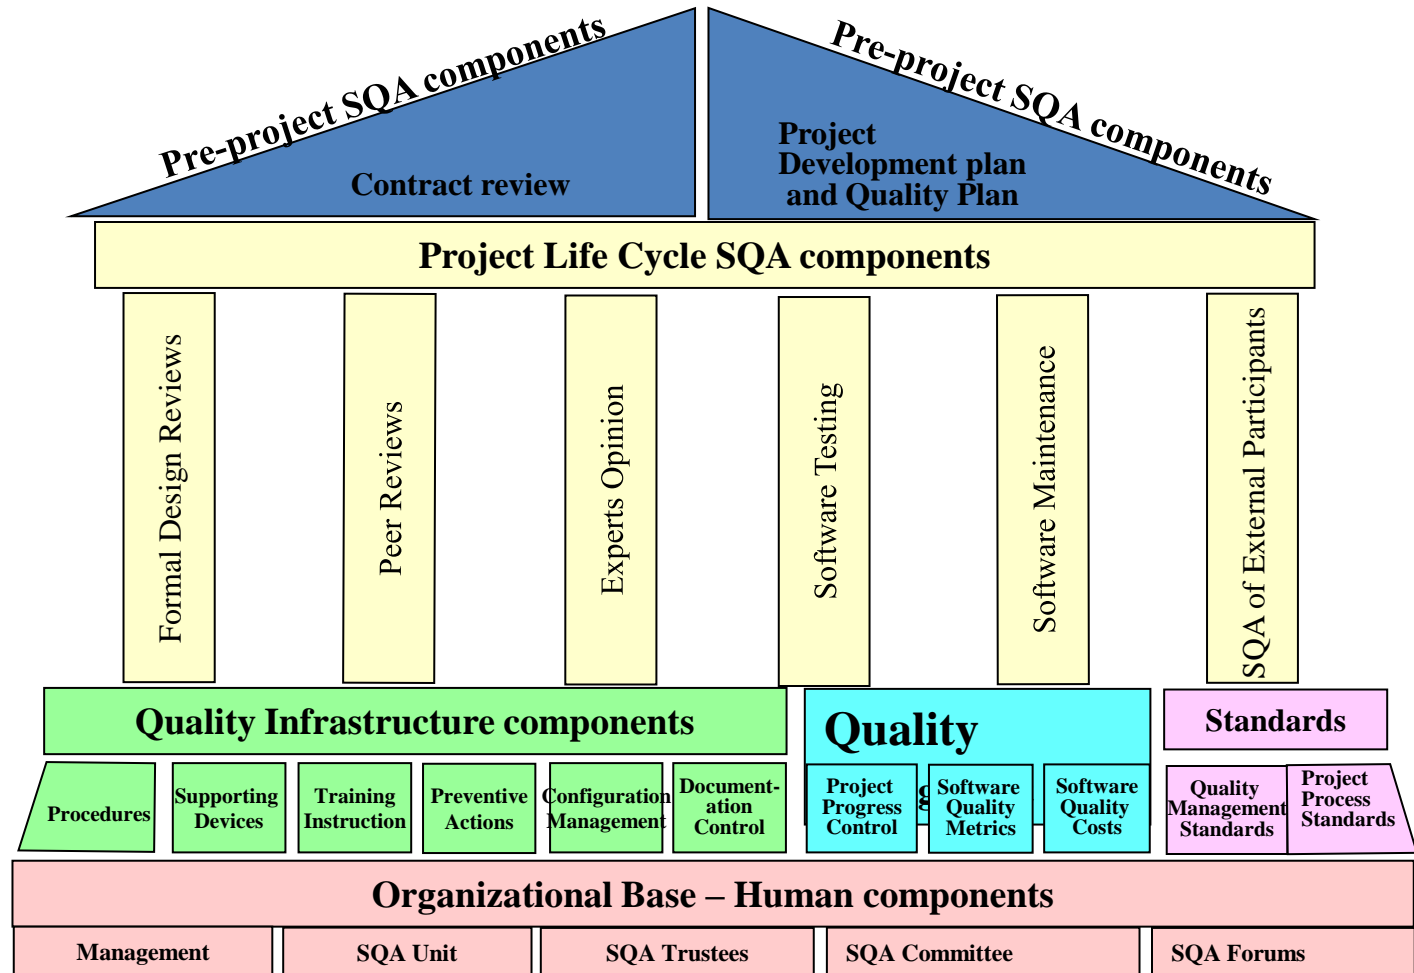 Pre-project SQA components
Pre-project SQA components
Contract review
Project
Development plan
and Quality Plan
Project Life Cycle SQA components
Formal Design Reviews
Peer Reviews
Experts Opinion
Software Testing
Software Maintenance
SQA of External Participants
Quality Infrastructure components
Quality
Standards
Procedures
Supporting
Devices
Training
Instruction
Preventive
Actions
Configuration
Management
Document-
ation
Control
Project
Progress
Control
Software
Quality
Metrics
Software
Quality
Costs
Quality
Management
Standards
Project
Process
Standards
Organizational Base – Human components
Management
SQA Unit
SQA Trustees
SQA Committee
SQA Forums